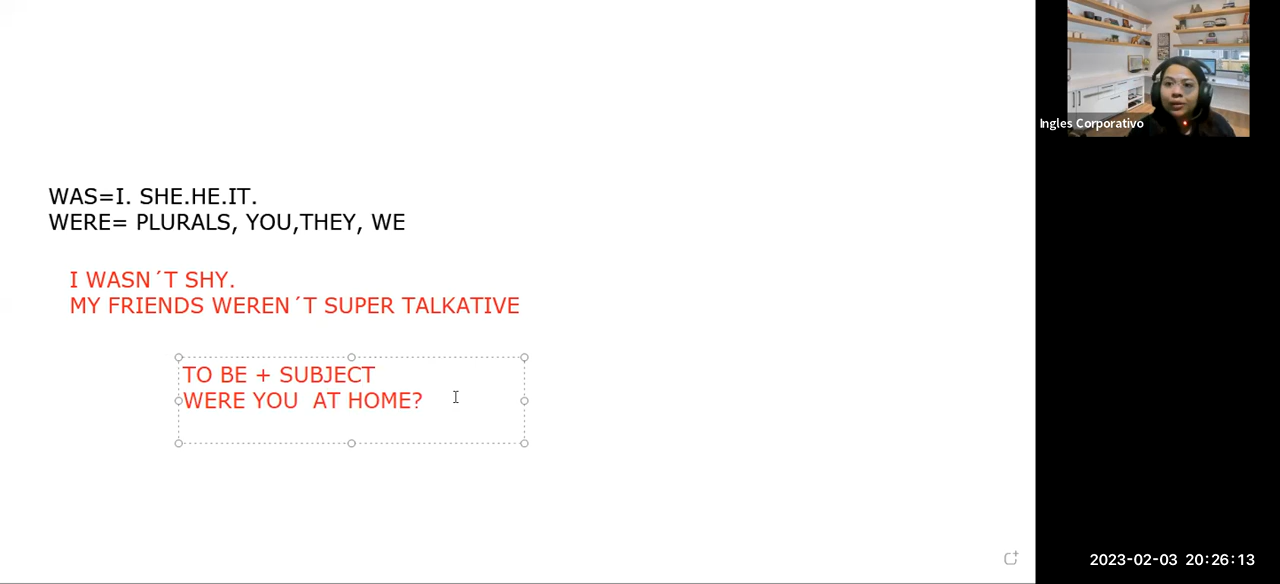 WAS=I. SHE.HE.IT.
WERE= PLURALS, YOU,THEY, WE
I WASN´T SHY.
MY FRIENDS WEREN´T SUPER TALKATIVE
TO BE + SUBJECT
WERE YOU  AT HOME?
Ingles Corporativo
2023-02-03 20:26:13